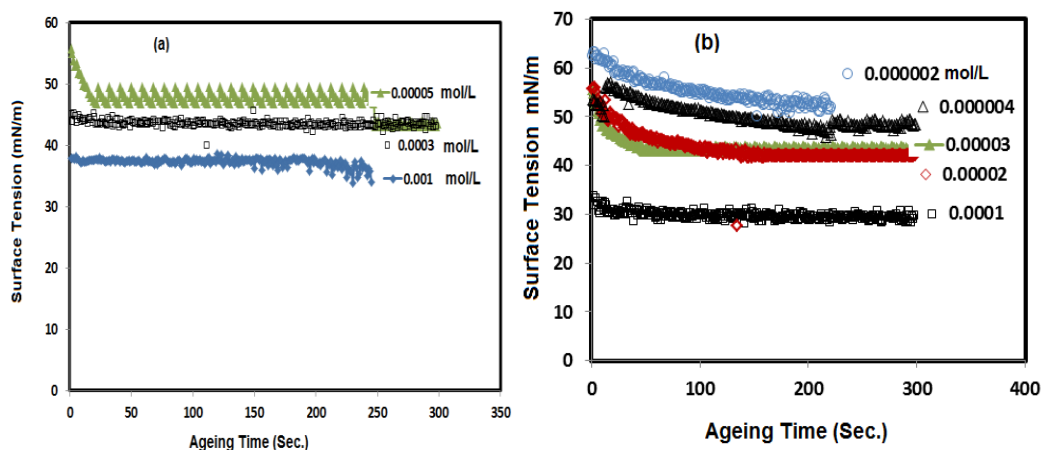 (a)
Surface Tension (mN/m)
60
50
40
30
20
10
0
0.00005 mol/L
0.0003 mol/L
0.001 mol/L
0 50 100 150 200 250 300 350
Ageing Time (Sec.)
(b)
Surface Tension mN/m
70
60
50
40
30
20
10
0
0.000002 mol/L
0.000004
0.00003
0.00002
0.0001
0 100 200 300 400
Ageing Time (Sec.)